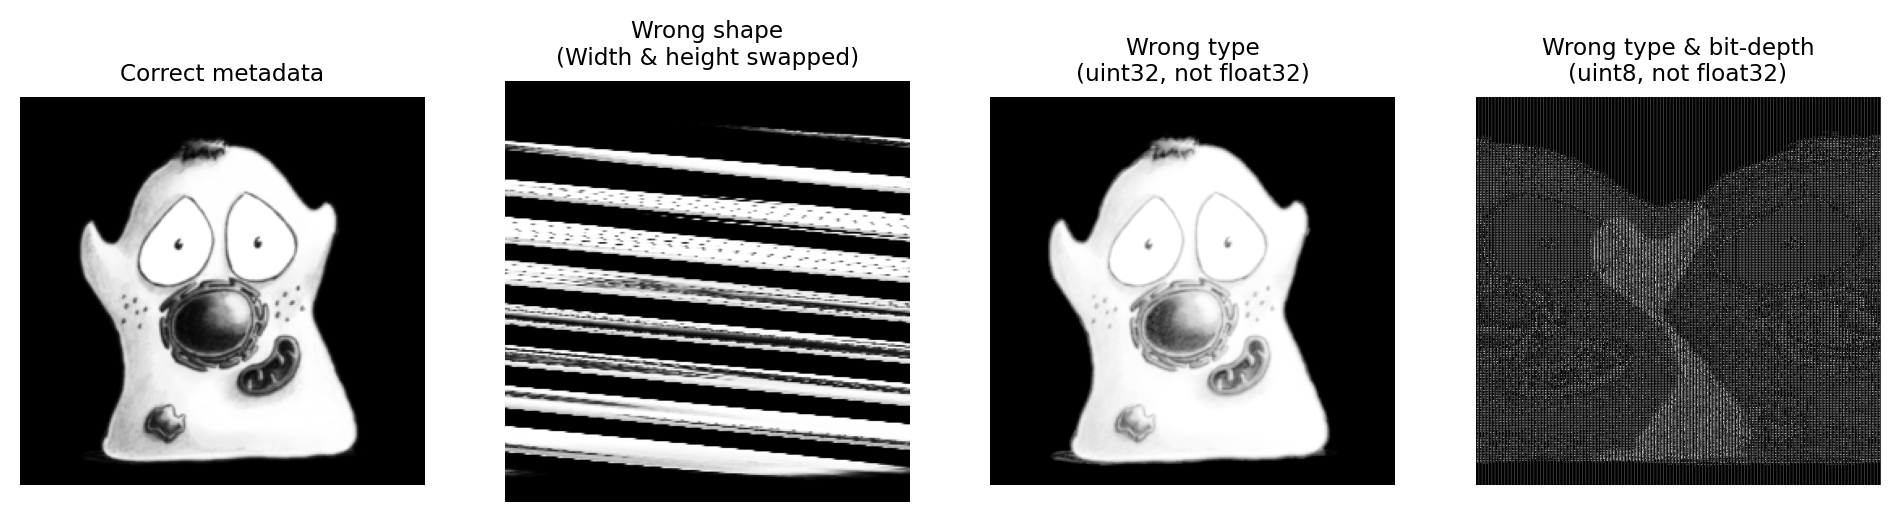 Correct metadata
Wrong shape
(Width & height swapped)
Wrong type
(uint32, not float32)
Wrong type & bit-depth
(uint8, not float32)